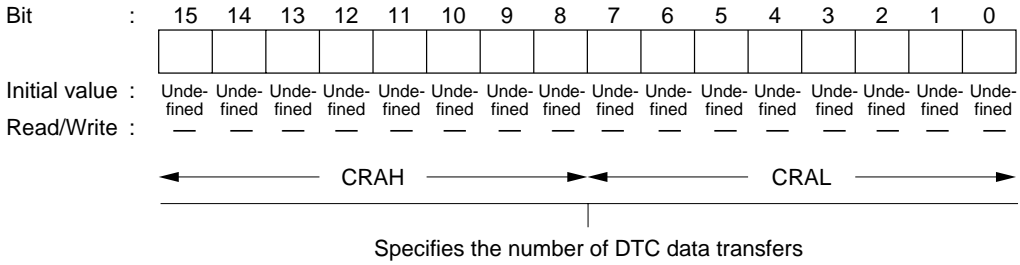 Bit : 15 14 13 12 11 10 9 8 7 6 5 4 3 2 1 0
Initial value : Unde- Unde- Unde- Unde- Unde- Unde- Unde- Unde- Unde- Unde- Unde- Unde- Unde- Unde- Unde- Unde-
fined fined fined fined fined fined fined fined fined fined fined fined fined fined fined fined
Read/Write : — — — — — — — — — — — — — — — —
CRAH CRAL
Specifies the number of DTC data transfers